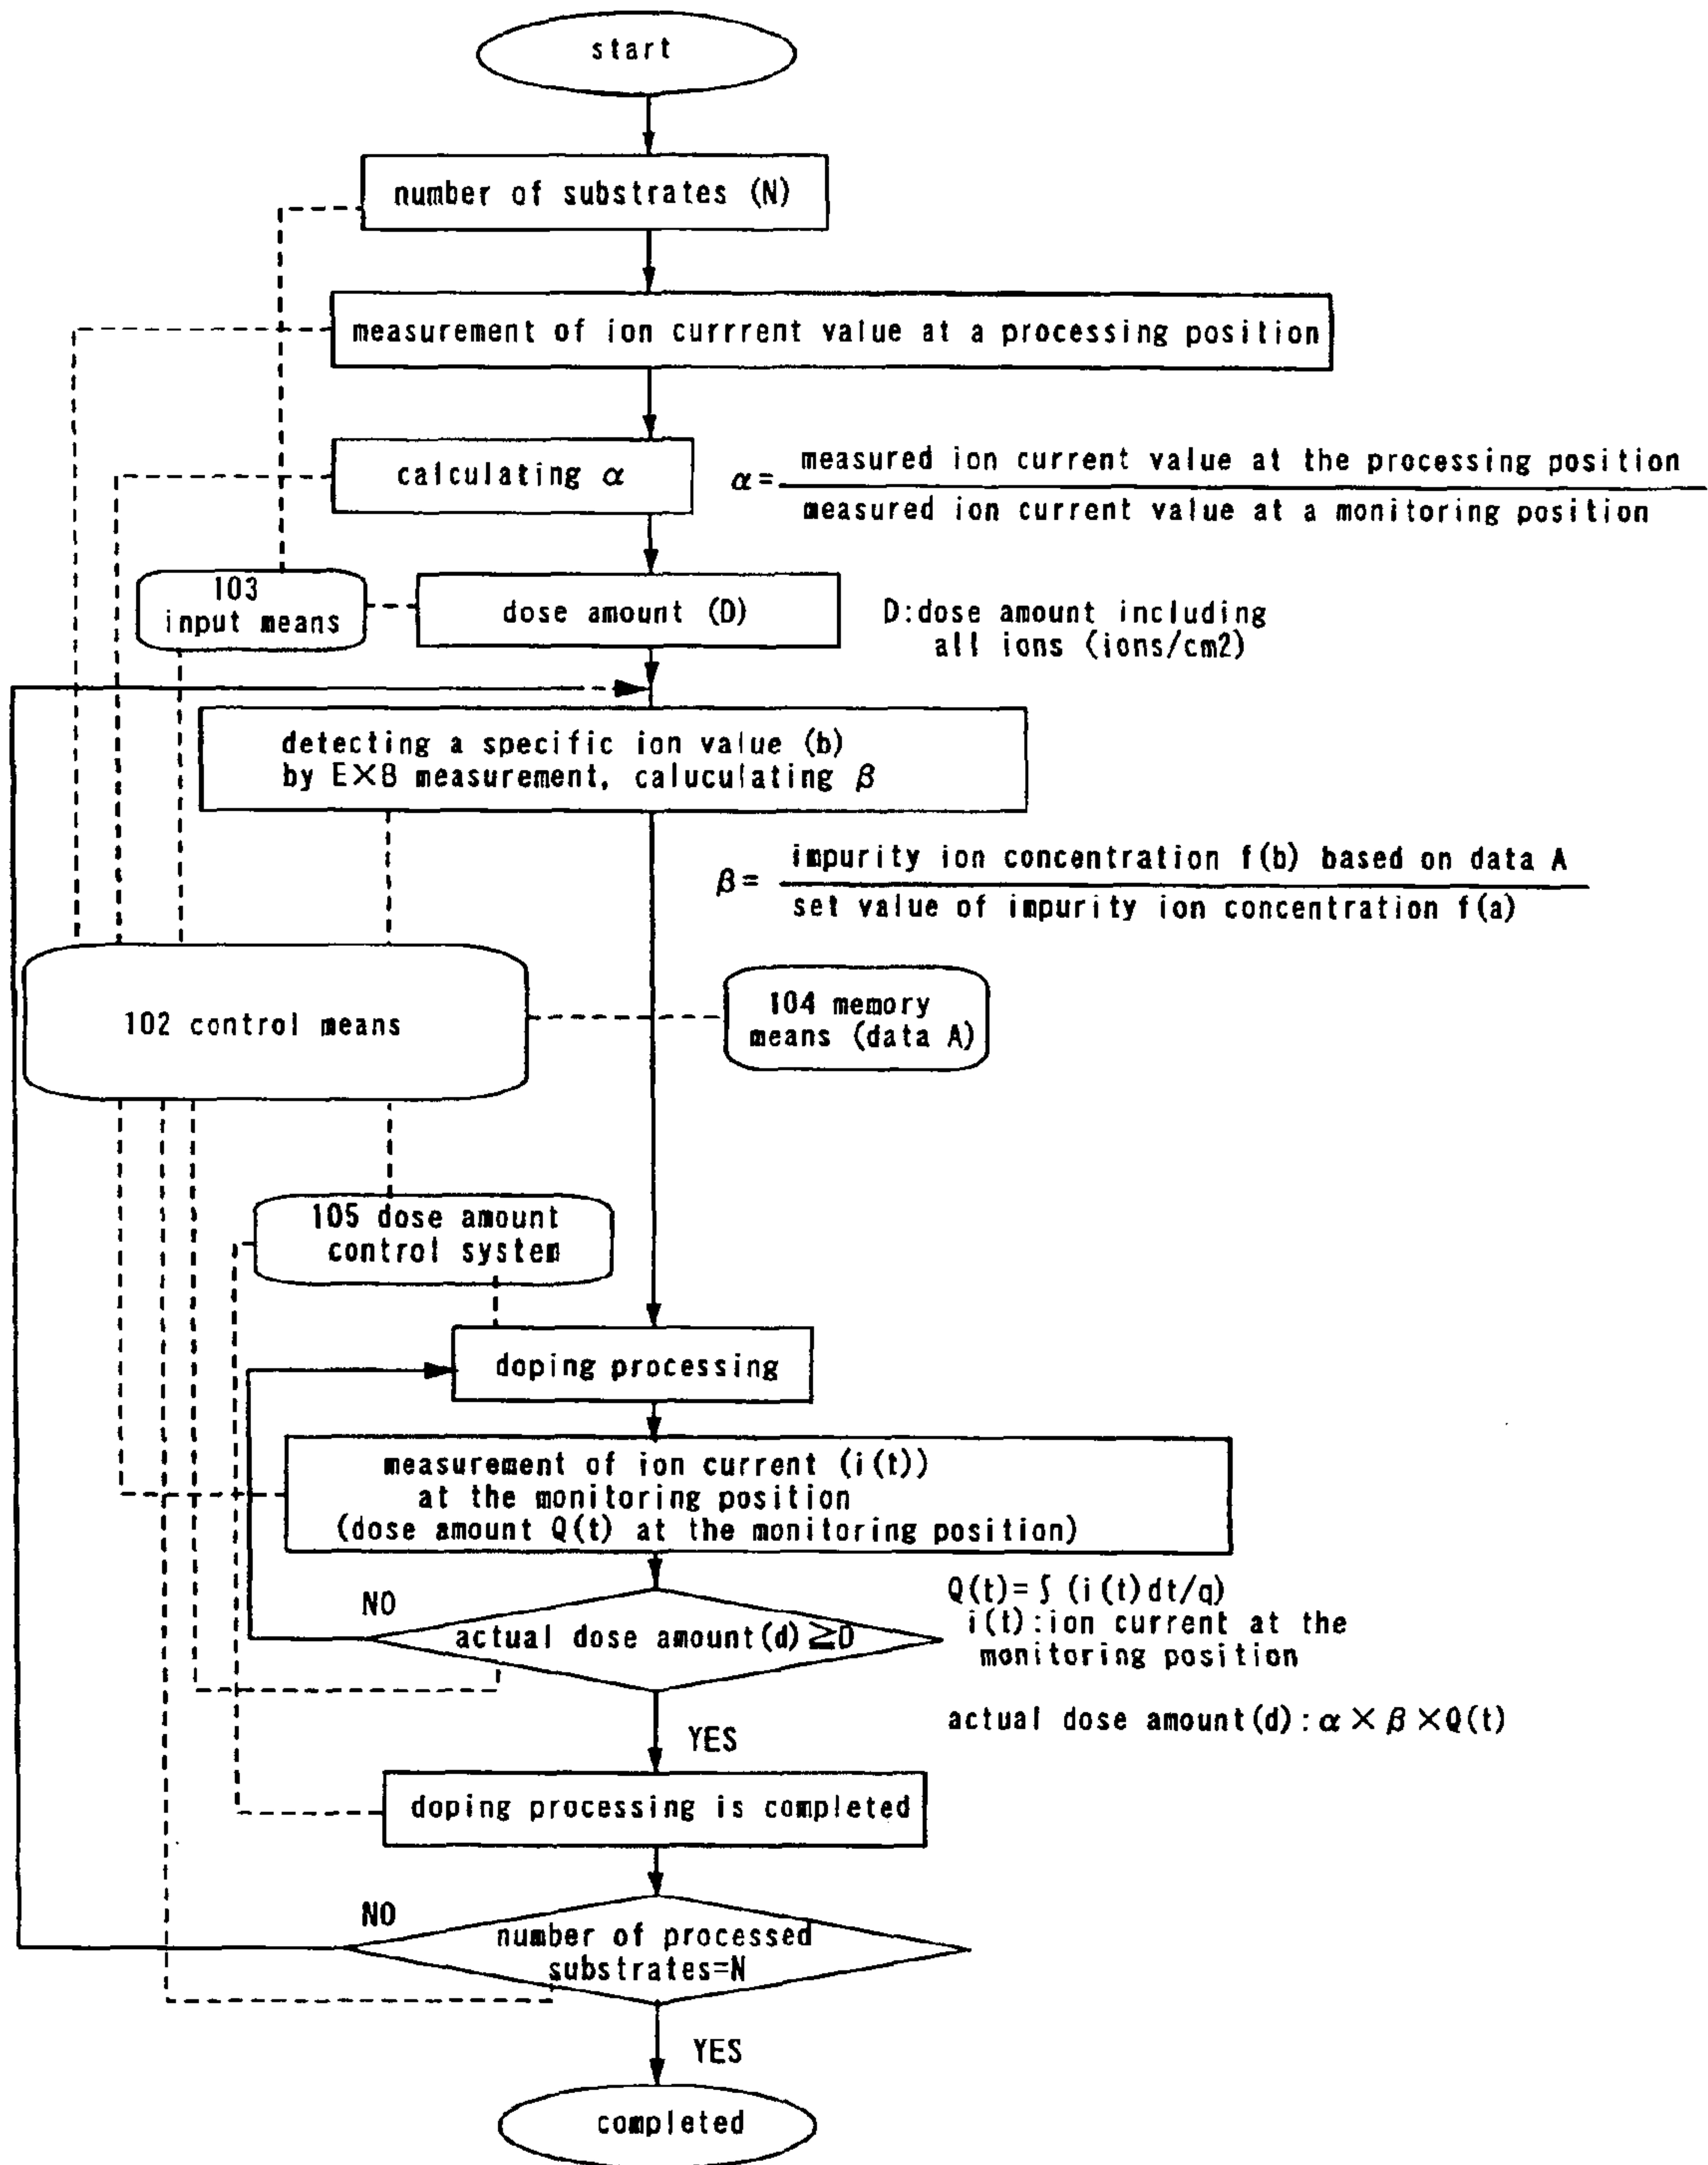 start
number of substrates (N)
measurement of ion currrent value at a processing position
calculating α
α= measured ion current value at the processing position
measured ion current value at a monitoring position
103
input means
dose amount (D)
D:dose amount including
all ions (ions/cm2)
detecting a specific ion value (b)
by E×B measurement, caluculating β
β= impurity ion concentration f(b) based on data A
set value of impurity ion concentration f(a)
102 control means
104 memory
means (data A)
105 dose amount
control system
doping processing
measurement of ion current (i(t))
at the monitoring position
(dose amount Q(t) at the monitoring position)
NO
actual dose amount(d)≧D
Q(t)=∫(i(t)dt/q)
i(t):ion current at the
monitoring position
actual dose amount(d):α×β×Q(t)
YES
doping processing is completed
NO
number of processed
substrates=N
YES
completed